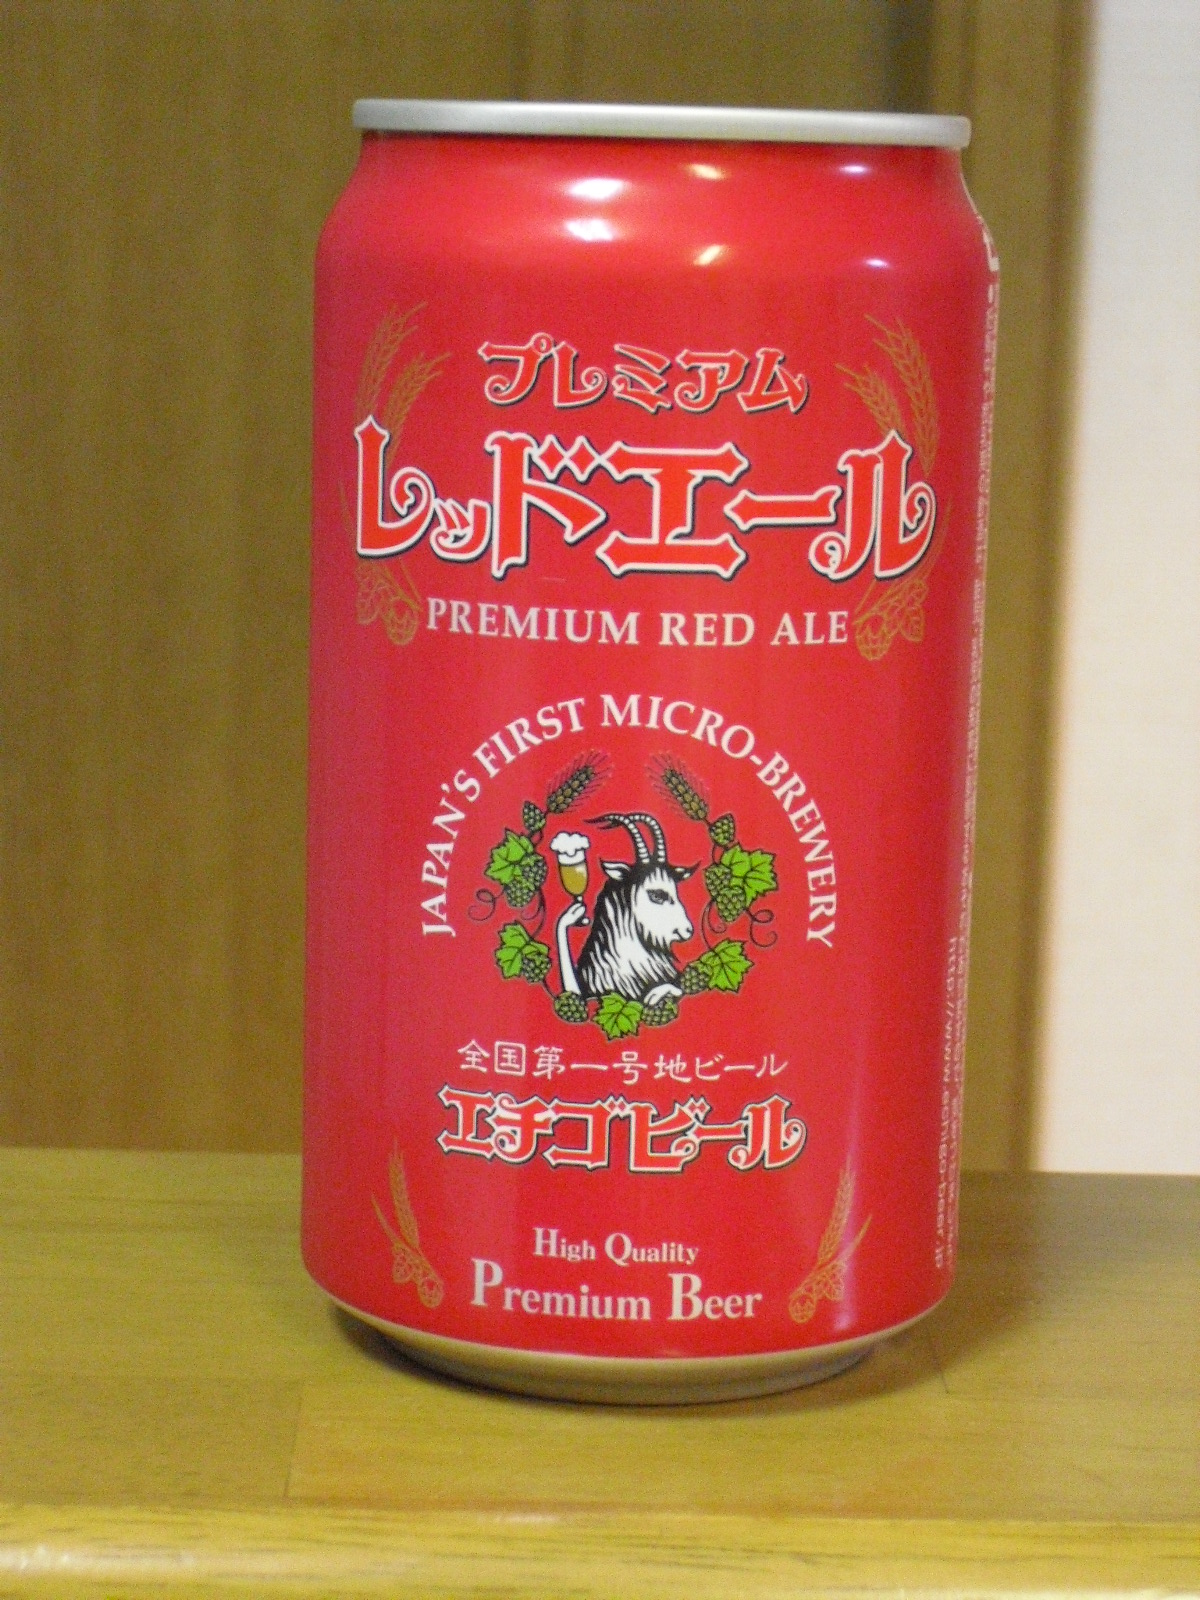 プレミアム
レッドエール
PREMIUM RED ALE
JAPAN'S FIRST MICRO-BREWERY
全国第一号地ビール
エチゴビール
High Quality
Premium Beer